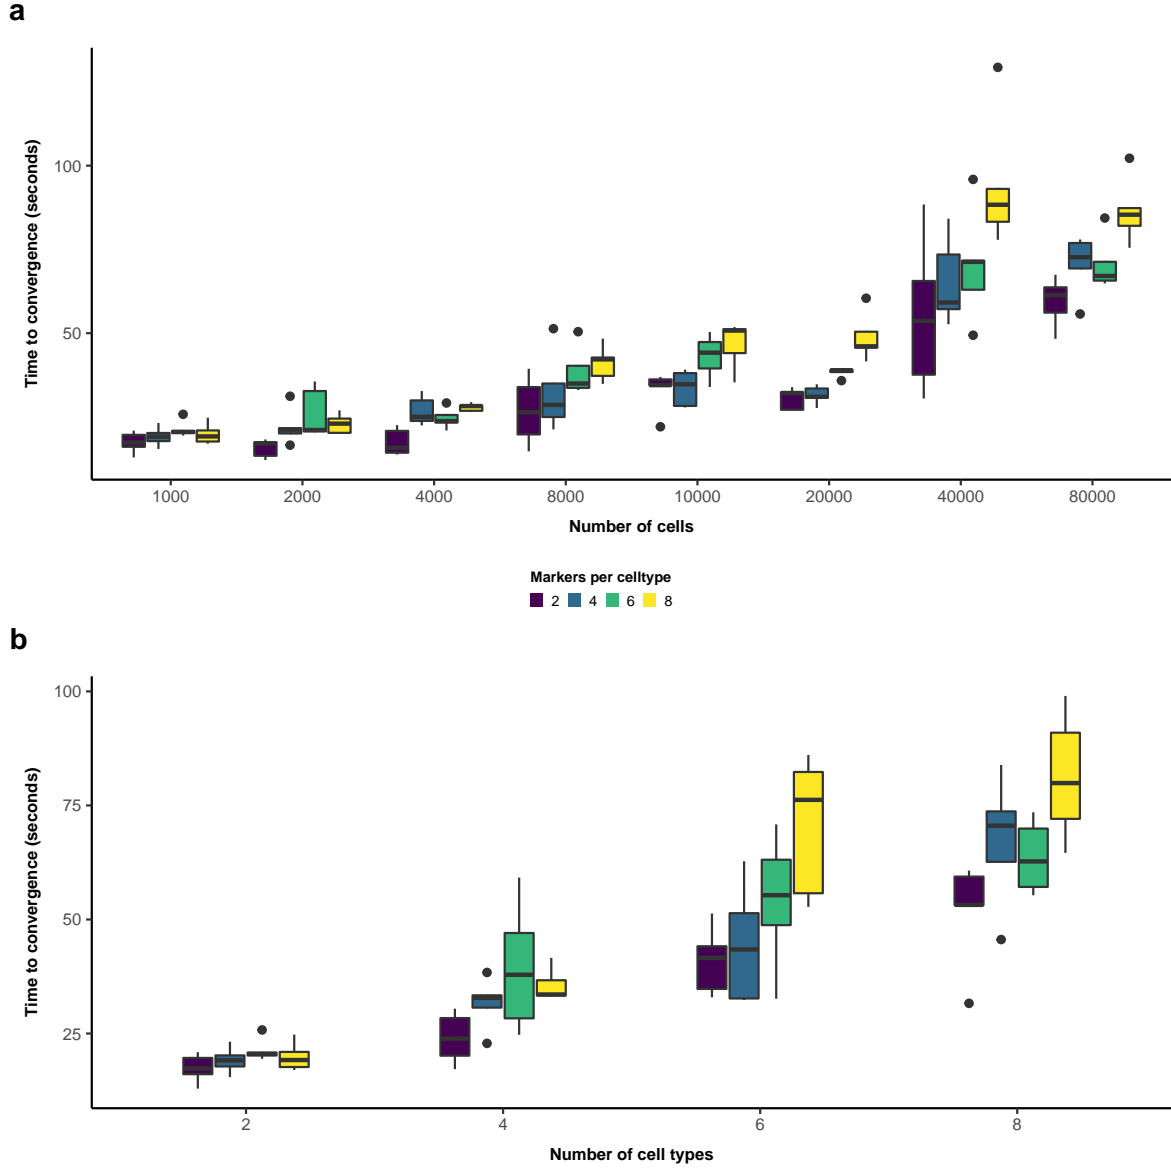 a
Time to convergence (seconds)
100
50
1000 2000 4000 8000 10000 20000 40000 80000
Number of cells
Markers per celltype
2 4 6 8
b
Time to convergence (seconds)
100
75
50
25
2 4 6 8
Number of cell types